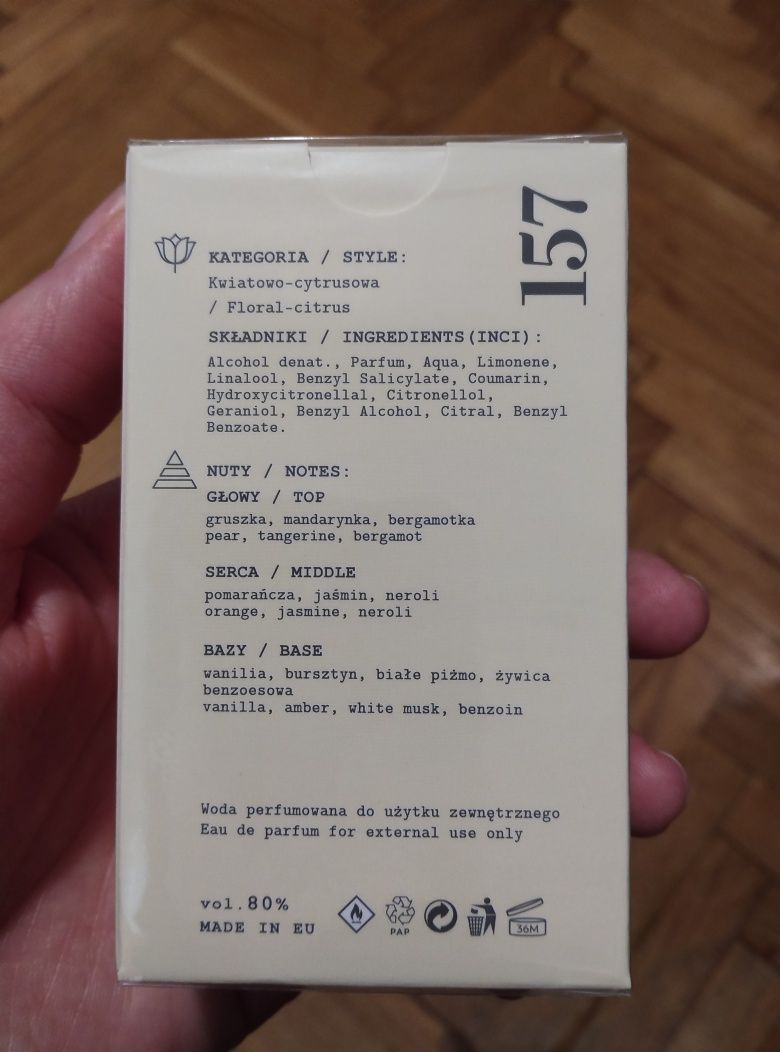 157
KATEGORIA / STYLE:
Kwiatowo-cytrusowa
/ Floral-citrus
SKŁADNIKI / INGREDIENTS(INCI):
Alcohol denat., Parfum, Aqua, Limonene,
Linalool, Benzyl Salicylate, Coumarin,
Hydroxycitronellal, Citronellol,
Geraniol, Benzyl Alcohol, Citral, Benzyl
Benzoate.
NUTY / NOTES:
GŁOWY / TOP
gruszka, mandarynka, bergamotka
pear, tangerine, bergamot
SERCA / MIDDLE
pomarańcza, jaśmin, neroli
orange, jasmine, neroli
BAZY / BASE
wanilia, bursztyn, białe piżmo, żywica
benzoesowa
vanilla, amber, white musk, benzoin
Woda perfumowana do użytku zewnętrznego
Eau de parfum for external use only
vol.80%
MADE IN EU
PAP
36M